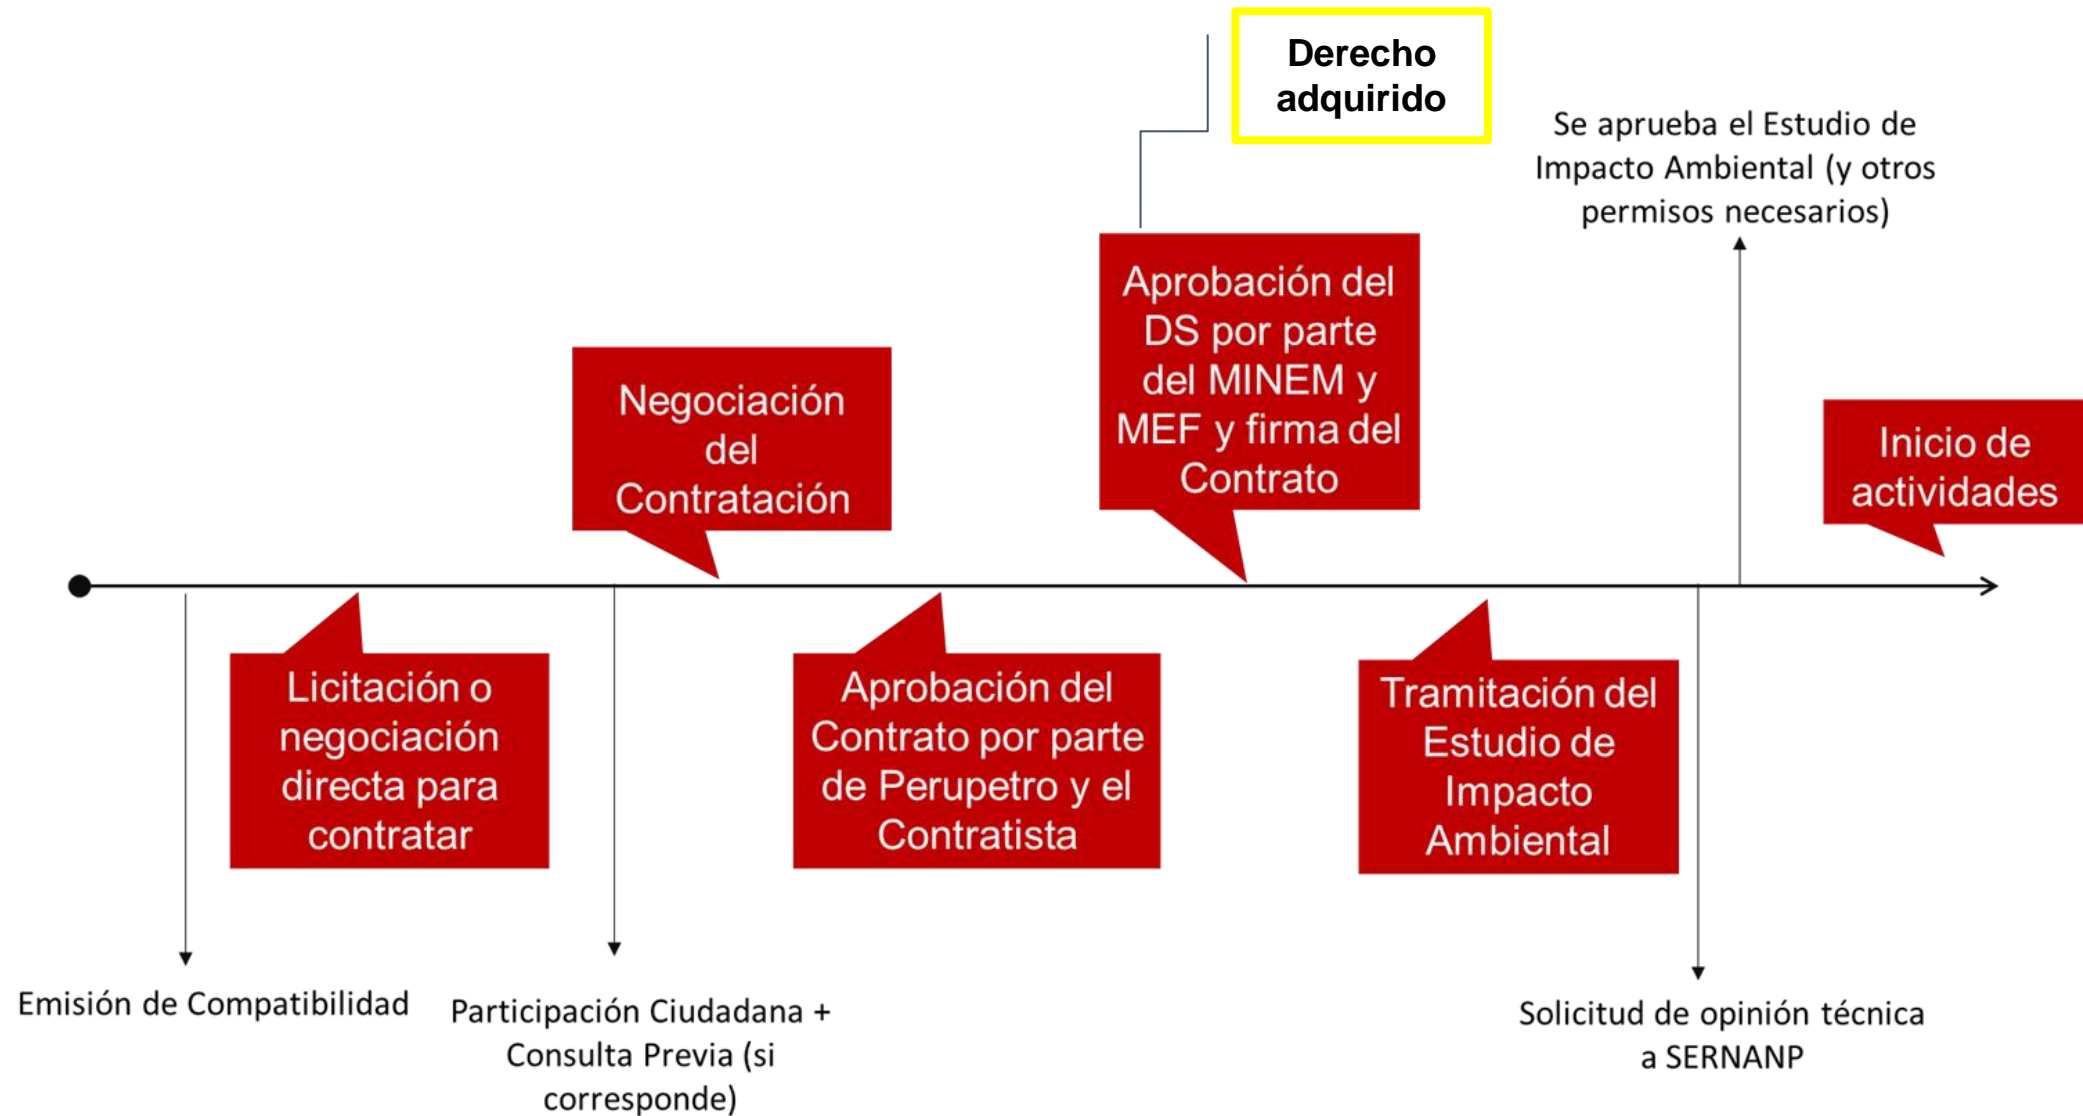 Derecho
adquirido
Se aprueba el Estudio de
Impacto Ambiental (y otros
permisos necesarios)
Aprobación del
DS por parte
del MINEM y
MEF y firma del
Contrato
Negociación
del
Contratación
Inicio de
actividades
Licitación o
negociación
directa para
contratar
Aprobación del
Contrato por parte
de Perupetro y el
Contratista
Tramitación del
Estudio de
Impacto
Ambiental
Emisión de Compatibilidad
Participación Ciudadana +
Consulta Previa (si
corresponde)
Solicitud de opinión técnica
a SERNANP